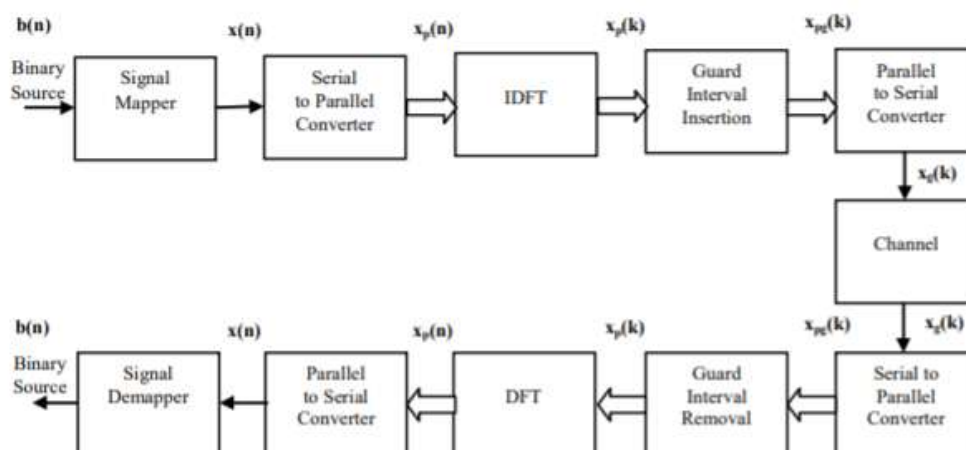 b(n)
x(n)
xₚ(n)
xₚ(k)
xₚg(k)
Binary
Source
Signal
Mapper
Serial
to Parallel
Converter
IDFT
Guard
Interval
Insertion
Parallel
to Serial
Converter
xg(k)
Channel
b(n)
x(n)
xₚ(n)
xₚ(k)
xₚg(k)
xg(k)
Binary
Source
Signal
Demapper
Parallel
to Serial
Converter
DFT
Guard
Interval
Removal
Serial to
Parallel
Converter